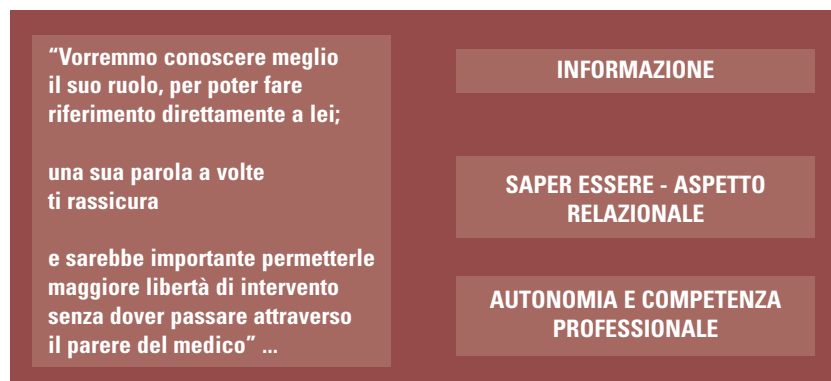 “Vorremmo conoscere meglio
il suo ruolo, per poter fare
riferimento direttamente a lei;
una sua parola a volte
ti rassicura
e sarebbe importante permetterle
maggiore libertà di intervento
senza dover passare attraverso
il parere del medico” ...
INFORMAZIONE
SAPER ESSERE - ASPETTO
RELAZIONALE
AUTONOMIA E COMPETENZA
PROFESSIONALE